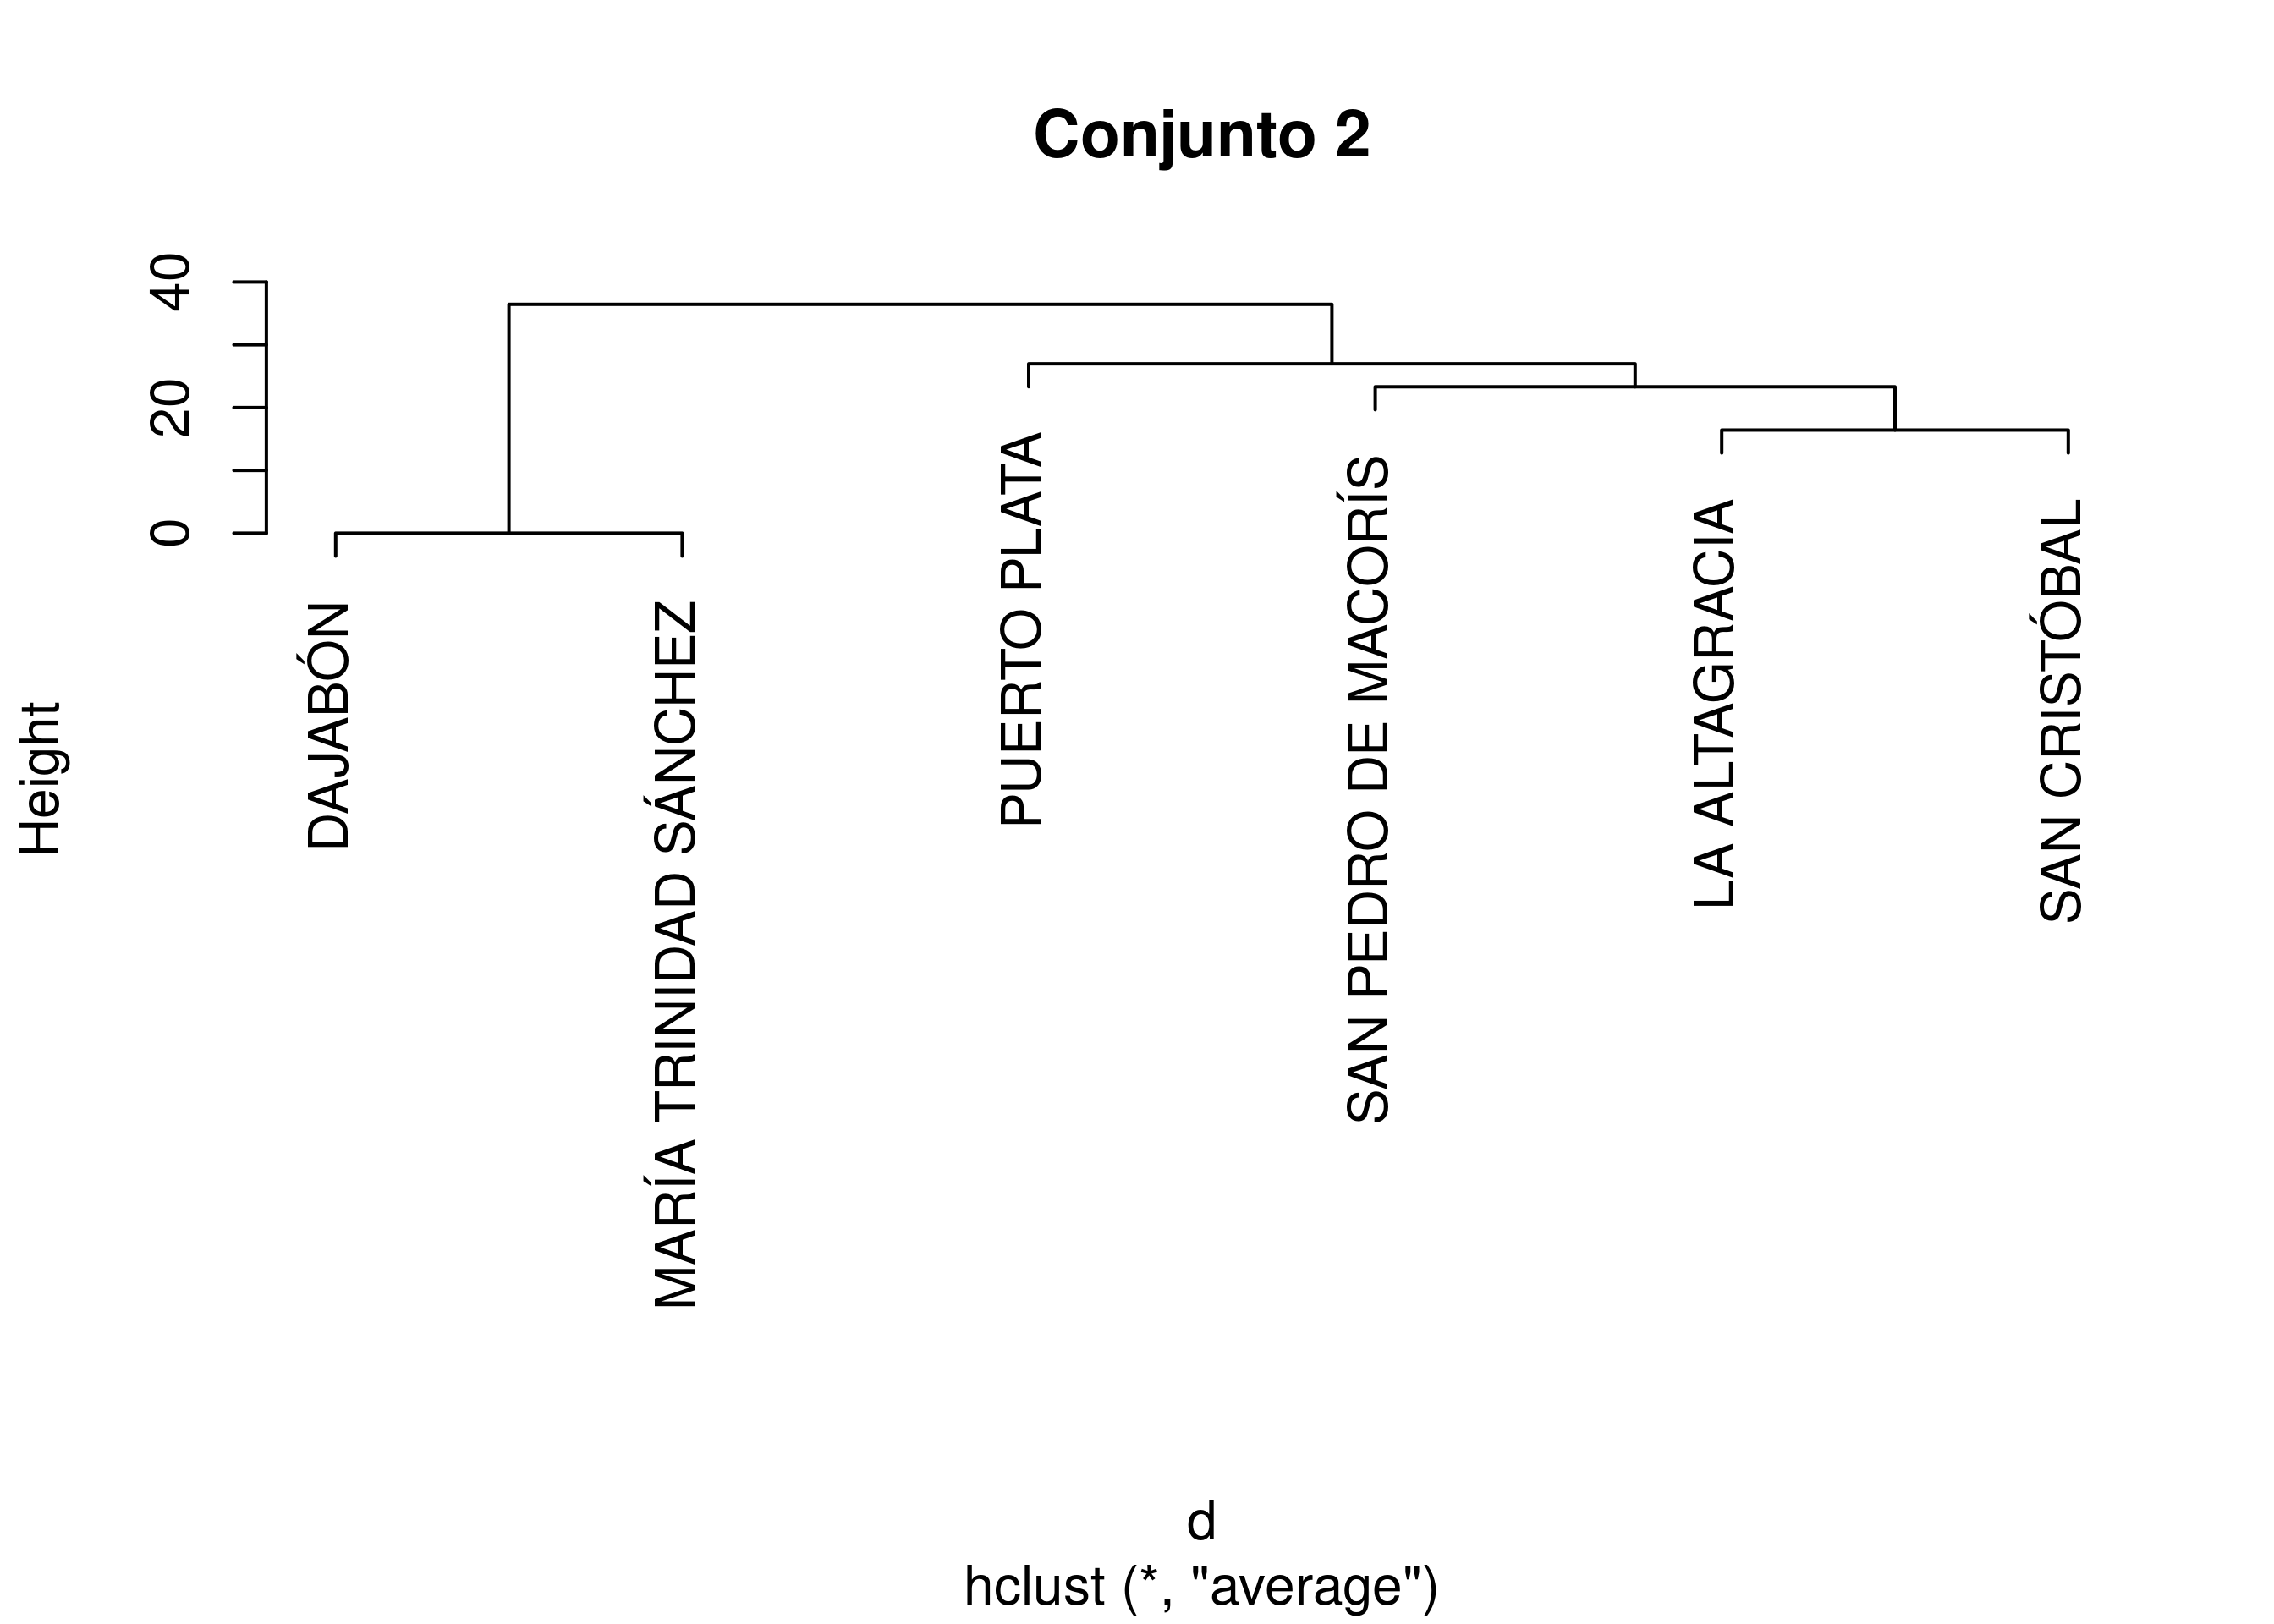 Conjunto 2
Height
40
20
0
DAJABÓN
MARÍA TRINIDAD SÁNCHEZ
PUERTO PLATA
SAN PEDRO DE MACORÍS
LA ALTAGRACIA
SAN CRISTÓBAL
d
hclust (*, "average")